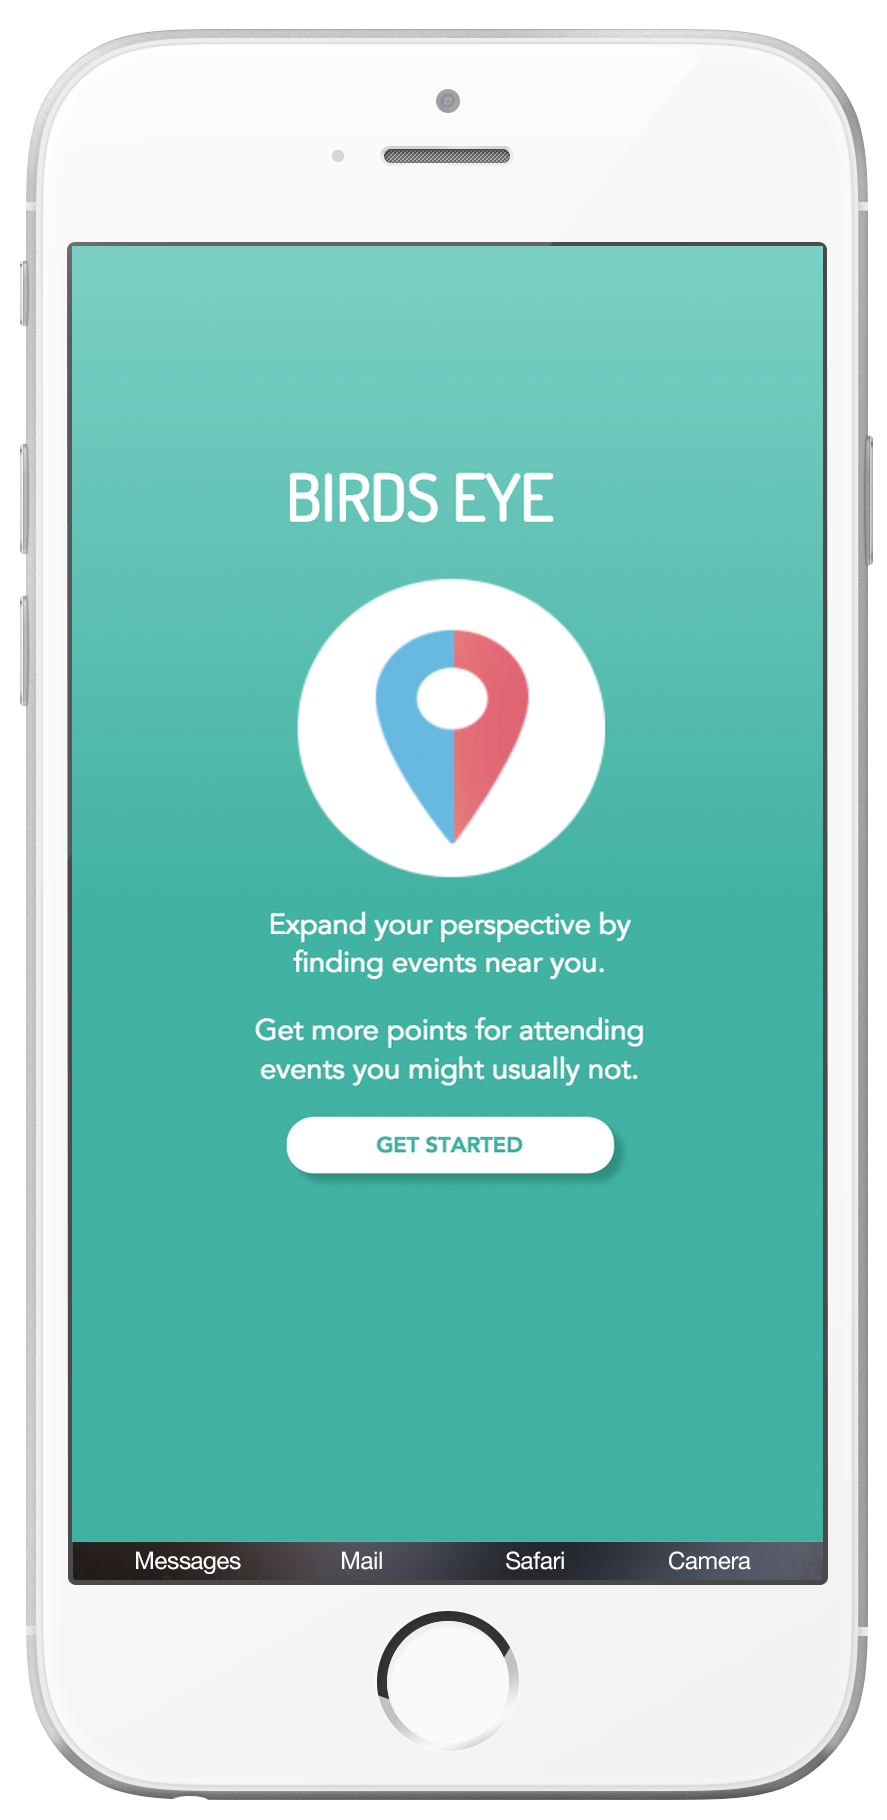 BIRDS EYE
Expand your perspective by
finding events near you.
Get more points for attending
events you might usually not.
GET STARTED
Messages Mail Safari Camera